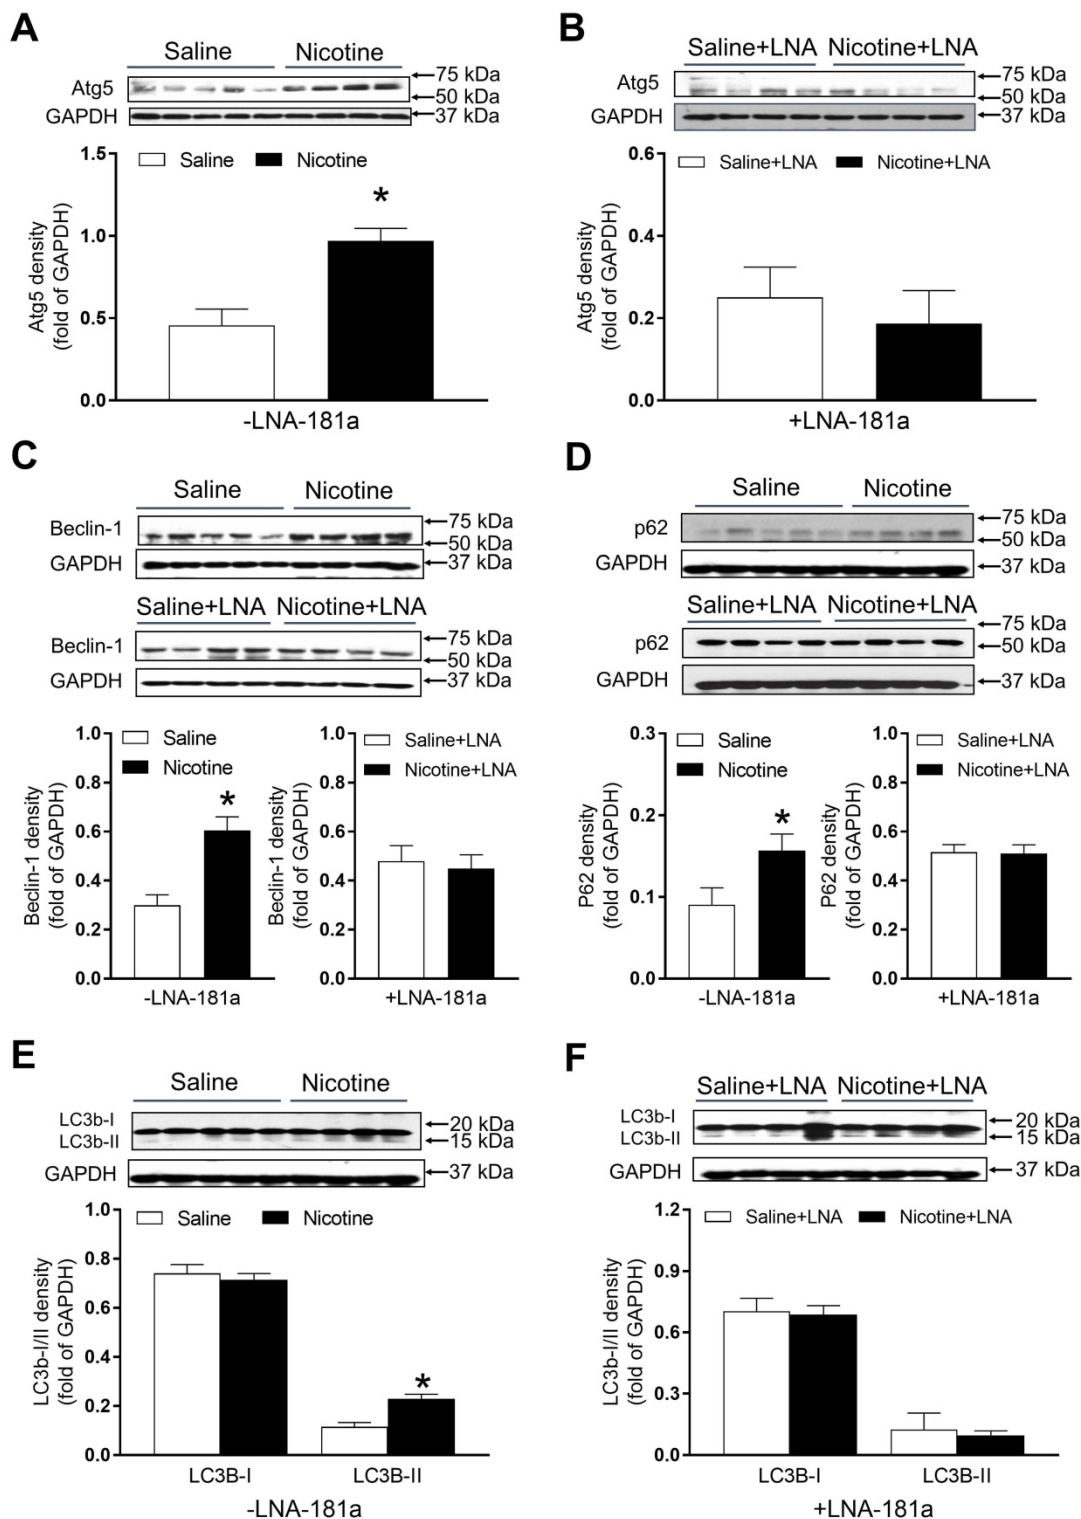 A
Saline Nicotine
Atg5
75 kDa
50 kDa
GAPDH
37 kDa
Saline Nicotine
Atg5 density
(fold of GAPDH)
1.5
1.0
0.5
0.0
*
-LNA-181a
B
Saline+LNA Nicotine+LNA
Atg5
75 kDa
50 kDa
GAPDH
37 kDa
Saline+LNA Nicotine+LNA
Atg5 density
(fold of GAPDH)
0.6
0.4
0.2
0.0
+LNA-181a
C
Saline Nicotine
Beclin-1
75 kDa
50 kDa
GAPDH
37 kDa
Saline+LNA Nicotine+LNA
Beclin-1
75 kDa
50 kDa
GAPDH
37 kDa
Saline
Nicotine
Beclin-1 density
(fold of GAPDH)
1.0
0.8
0.6
0.4
0.2
0.0
*
-LNA-181a
Saline+LNA
Nicotine+LNA
Beclin-1 density
(fold of GAPDH)
1.0
0.8
0.6
0.4
0.2
0.0
+LNA-181a
D
Saline Nicotine
p62
75 kDa
50 kDa
GAPDH
37 kDa
Saline+LNA Nicotine+LNA
p62
75 kDa
50 kDa
GAPDH
37 kDa
Saline
Nicotine
P62 density
(fold of GAPDH)
0.3
0.2
0.1
0.0
*
-LNA-181a
Saline+LNA
Nicotine+LNA
P62 density
(fold of GAPDH)
1.0
0.8
0.6
0.4
0.2
0.0
+LNA-181a
E
Saline Nicotine
LC3b-I
LC3b-II
20 kDa
15 kDa
GAPDH
37 kDa
Saline Nicotine
LC3b-I/II density
(fold of GAPDH)
1.0
0.8
0.6
0.4
0.2
0.0
*
LC3B-I LC3B-II
-LNA-181a
F
Saline+LNA Nicotine+LNA
LC3b-I
LC3b-II
20 kDa
15 kDa
GAPDH
37 kDa
Saline+LNA Nicotine+LNA
LC3b-I/II density
(fold of GAPDH)
1.2
0.9
0.6
0.3
0.0
LC3B-I LC3B-II
+LNA-181a